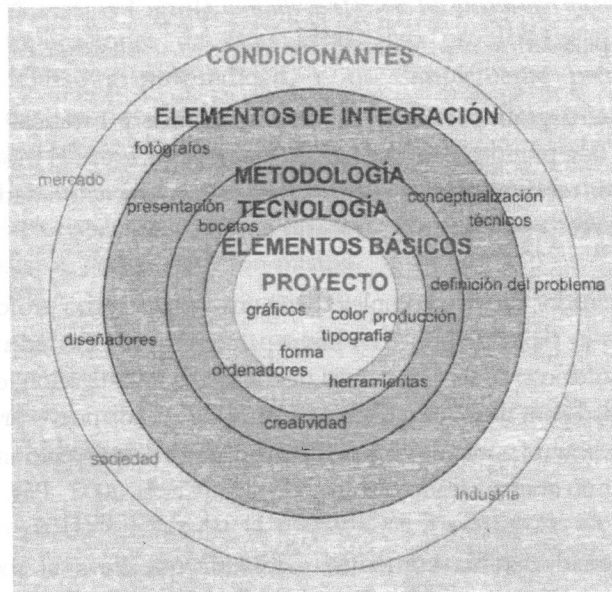 CONDICIONANTES
ELEMENTOS DE INTEGRACIÓN
fotógrafos
METODOLOGÍA
mercado
conceptualización
presentación
TECNOLOGÍA
técnicos
bocetos
ELEMENTOS BÁSICOS
PROYECTO
definición del problema
gráficos
color
producción
tipografía
diseñadores
forma
ordenadores
herramientas
creatividad
sociedad
industria